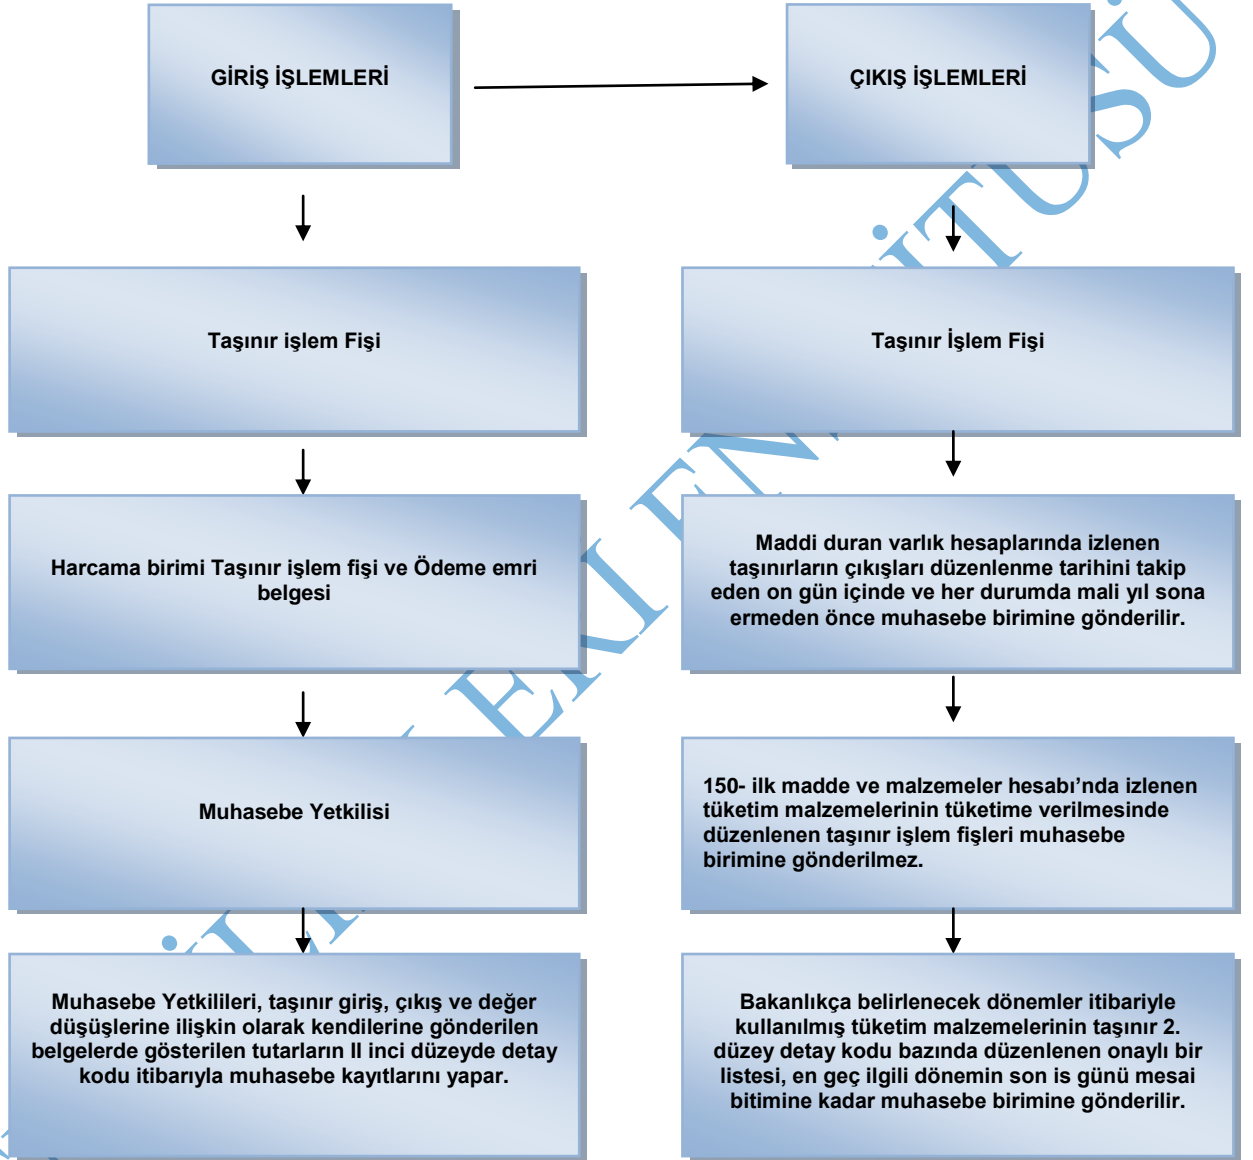 GİRİŞ İŞLEMLERİ
ÇIKIŞ İŞLEMLERİ
Taşınır işlem Fişi
Taşınır İşlem Fişi
Harcama birimi Taşınır işlem fişi ve Ödeme emri
belgesi
Maddi duran varlık hesaplarında izlenen
taşınırların çıkışları düzenlenme tarihini takip
eden on gün içinde ve her durumda mali yıl sona
ermeden önce muhasebe birimine gönderilir.
Muhasebe Yetkilisi
150- ilk madde ve malzemeler hesabı’nda izlenen
tüketim malzemelerinin tüketime verilmesinde
düzenlenen taşınır işlem fişleri muhasebe
birimine gönderilmez.
Muhasebe Yetkilileri, taşınır giriş, çıkış ve değer
düşüşlerine ilişkin olarak kendilerine gönderilen
belgelerde gösterilen tutarların II inci düzeyde detay
kodu itibarıyla muhasebe kayıtlarını yapar.
Bakanlıkça belirlenecek dönemler itibariyle
kullanılmış tüketim malzemelerinin taşınır 2.
düzey detay kodu bazında düzenlenen onaylı bir
listesi, en geç ilgili dönemin son is günü mesai
bitimine kadar muhasebe birimine gönderilir.